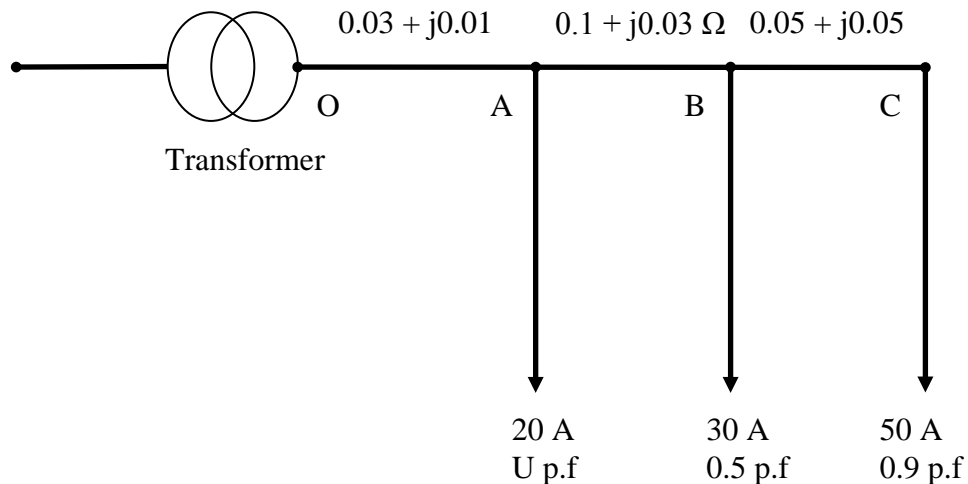 0.03 + j0.01 0.1 + j0.03 Ω 0.05 + j0.05
O A B C
Transformer
20 A 30 A 50 A
U p.f 0.5 p.f 0.9 p.f